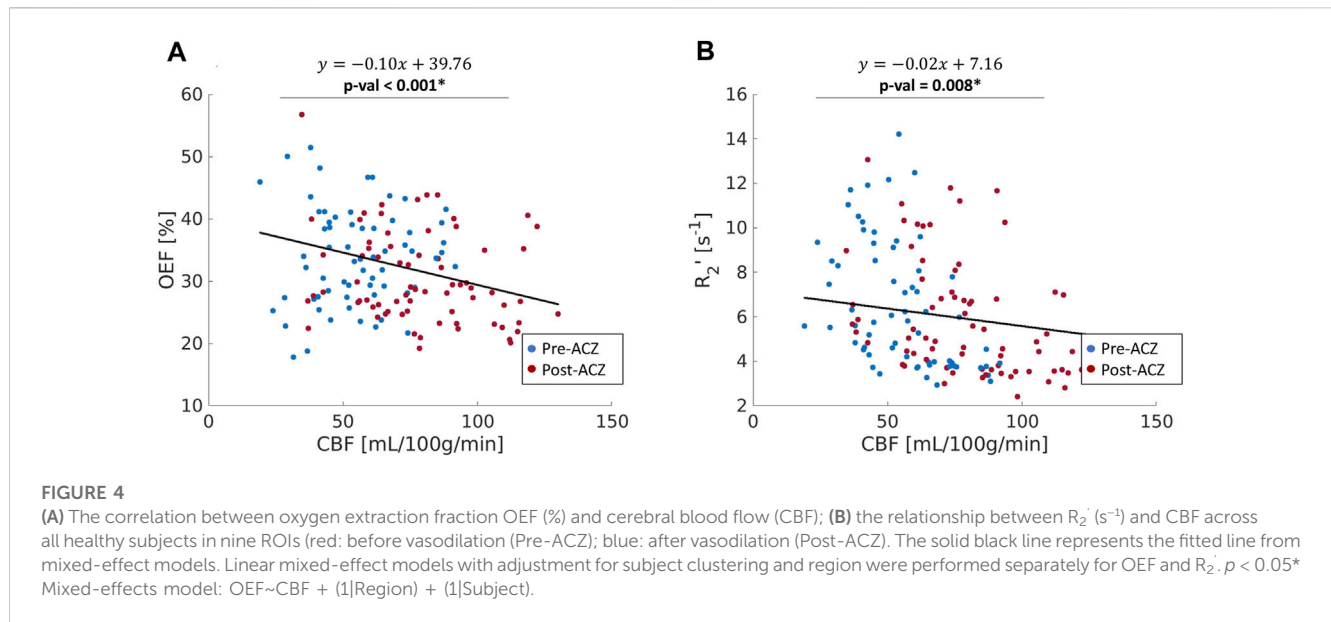 A
y = −0.10x + 39.76
p-val < 0.001*
60
50
40
30
20
10
OEF [%]
0
50
100
150
CBF [mL/100g/min]
Pre-ACZ
Post-ACZ
B
y = −0.02x + 7.16
p-val = 0.008*
16
14
12
10
8
6
4
2
R₂' [s⁻¹]
0
50
100
150
CBF [mL/100g/min]
Pre-ACZ
Post-ACZ
FIGURE 4
(A) The correlation between oxygen extraction fraction OEF (%) and cerebral blood flow (CBF); (B) the relationship between R₂' (s⁻¹) and CBF across
all healthy subjects in nine ROIs (red: before vasodilation (Pre-ACZ); blue: after vasodilation (Post-ACZ). The solid black line represents the fitted line from
mixed-effect models. Linear mixed-effect models with adjustment for subject clustering and region were performed separately for OEF and R₂'. p < 0.05*
Mixed-effects model: OEF~CBF + (1|Region) + (1|Subject).